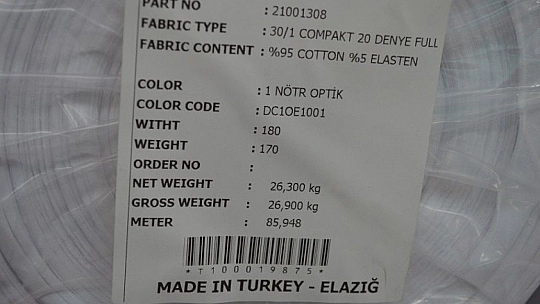 PART NO : 21001308
FABRIC TYPE : 30/1 COMPAKT 20 DENYE FULL
FABRIC CONTENT : %95 COTTON %5 ELASTEN
COLOR : 1 NÖTR OPTİK
COLOR CODE : DC1OE1001
WITHT : 180
WEIGHT : 170
ORDER NO :
NET WEIGHT : 26,300 kg
GROSS WEIGHT : 26,900 kg
METER : 85,948
*T100019875*
MADE IN TURKEY - ELAZIĞ